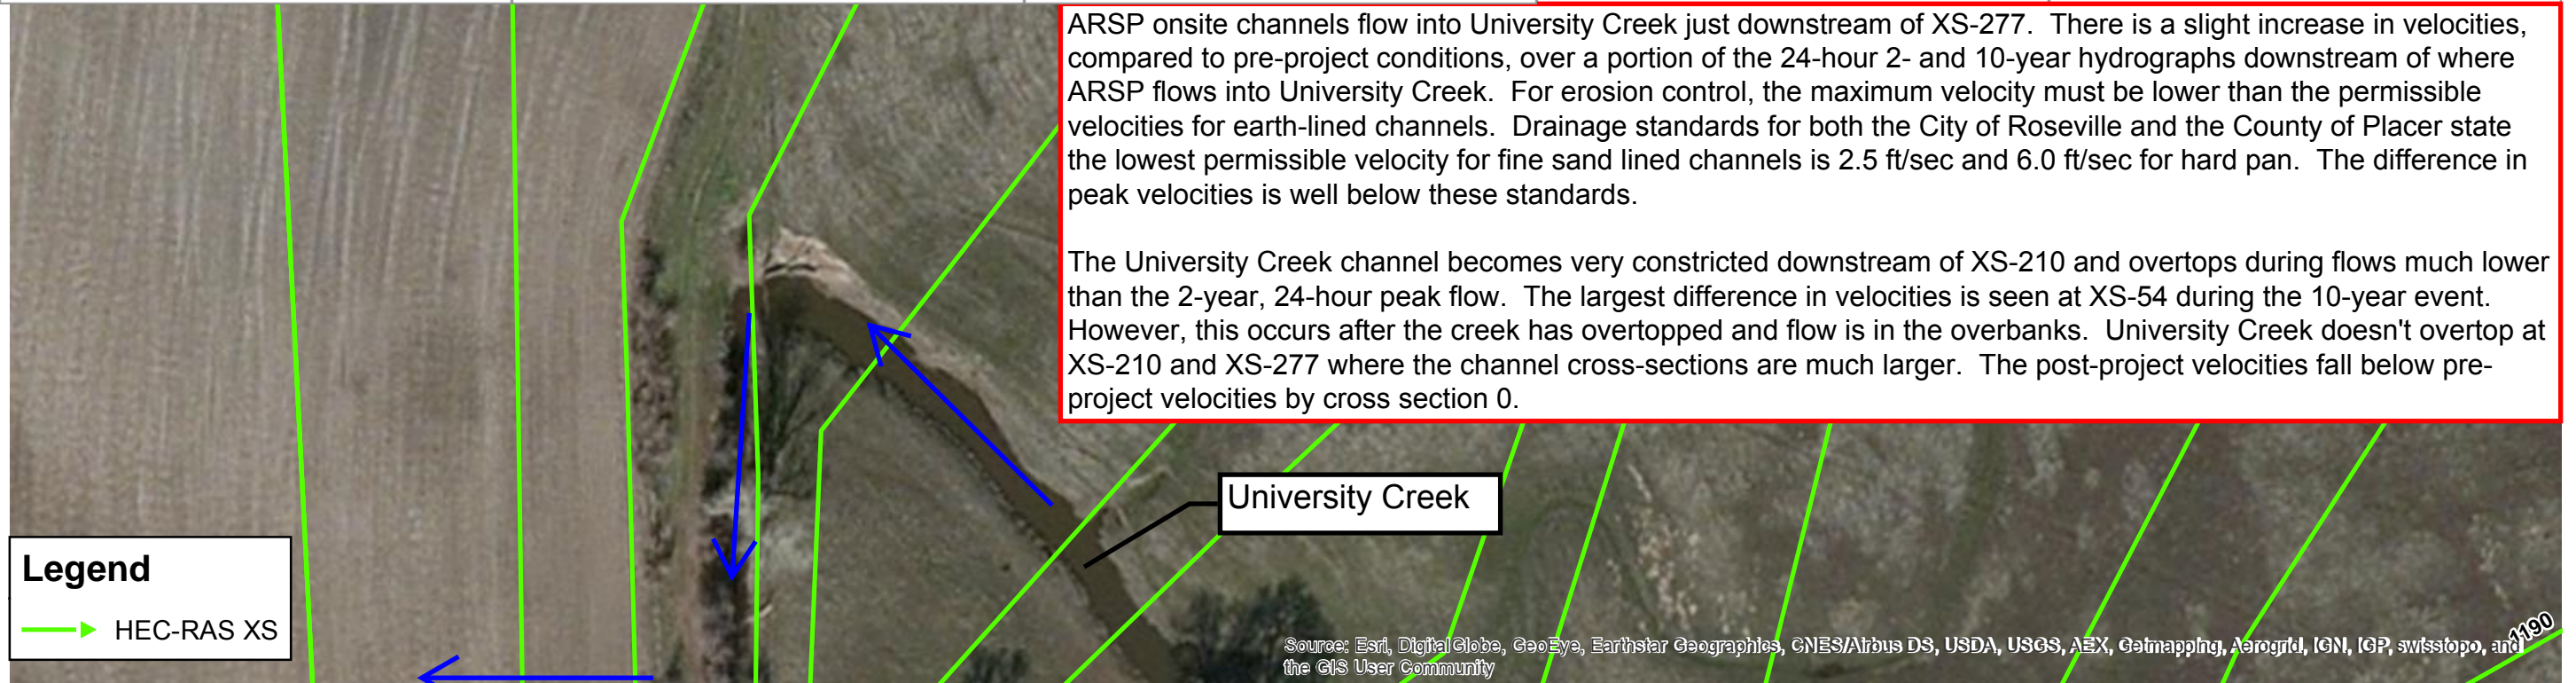 ARSP onsite channels flow into University Creek just downstream of XS-277.  There is a slight increase in velocities,
compared to pre-project conditions, over a portion of the 24-hour 2- and 10-year hydrographs downstream of where
ARSP flows into University Creek.  For erosion control, the maximum velocity must be lower than the permissible
velocities for earth-lined channels.  Drainage standards for both the City of Roseville and the County of Placer state
the lowest permissible velocity for fine sand lined channels is 2.5 ft/sec and 6.0 ft/sec for hard pan.  The difference in
peak velocities is well below these standards.
The University Creek channel becomes very constricted downstream of XS-210 and overtops during flows much lower
than the 2-year, 24-hour peak flow.  The largest difference in velocities is seen at XS-54 during the 10-year event.
However, this occurs after the creek has overtopped and flow is in the overbanks.  University Creek doesn't overtop at
XS-210 and XS-277 where the channel cross-sections are much larger.  The post-project velocities fall below pre-
project velocities by cross section 0.
University Creek
Legend
HEC-RAS XS
1190
Source: Esri, DigitalGlobe, GeoEye, Earthstar Geographics, CNES/Airbus DS, USDA, USGS, AEX, Getmapping, Aerogrid, IGN, IGP, swisstopo, and
the GIS User Community